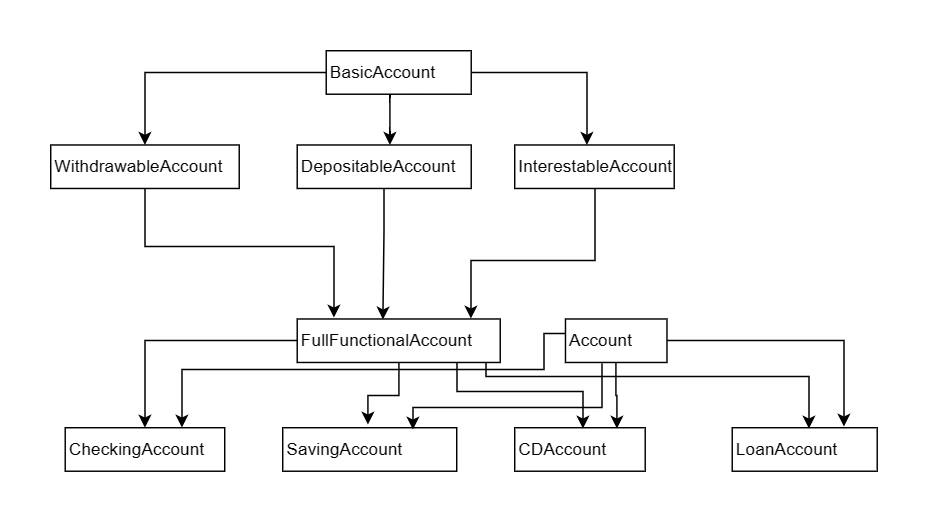 BasicAccount
WithdrawableAccount
DepositableAccount
InterestableAccount
FullFunctionalAccount
Account
CheckingAccount
SavingAccount
CDAccount
LoanAccount